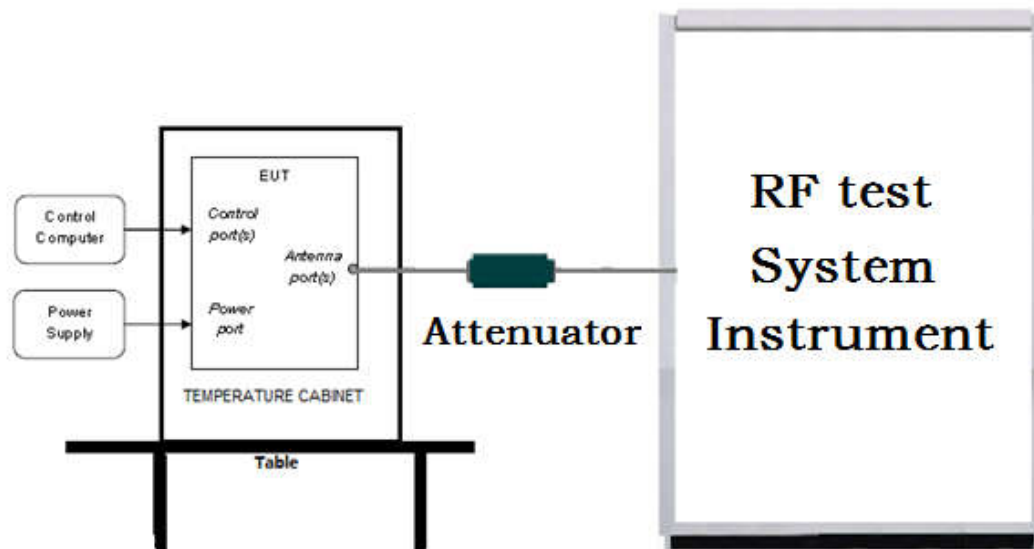 EUT
Control
Computer
Control
port(s)
Antenna
port(s)
Power
Supply
Power
port
TEMPERATURE CABINET
Table
Attenuator
RF test
System
Instrument